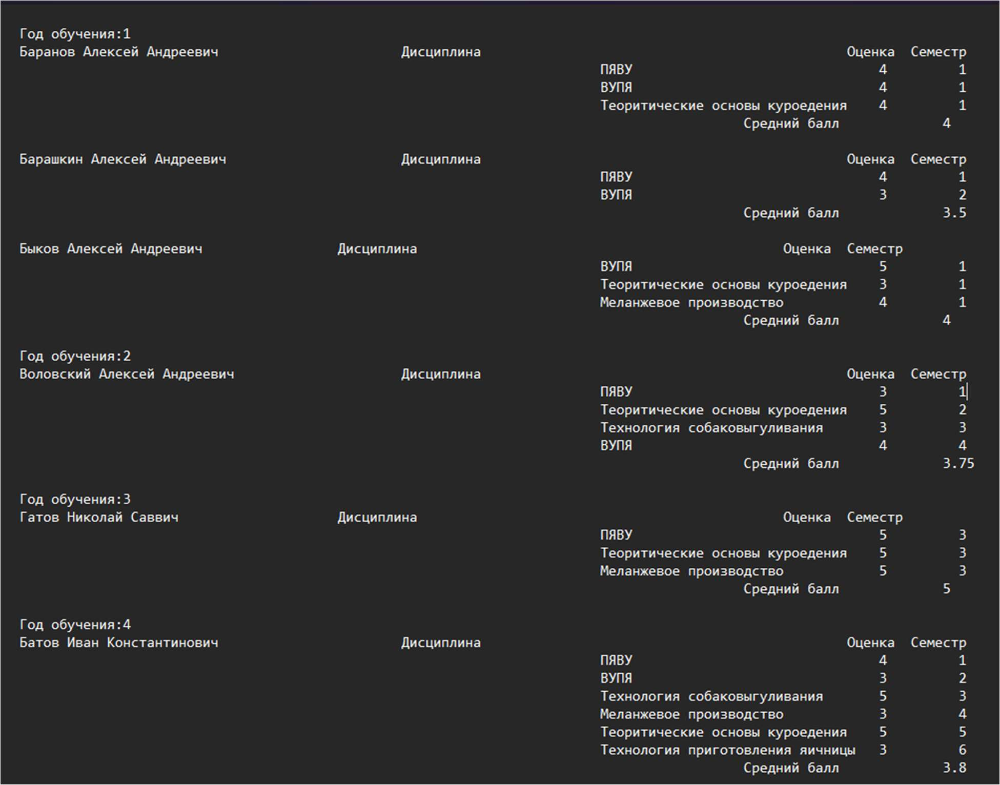 Год обучения:1
Баранов Алексей Андреевич Дисциплина Оценка Семестр
ПЯВУ 4 1
ВУПЯ 4 1
Теоритические основы куроедения 4 1
Средний балл 4
Барашкин Алексей Андреевич Дисциплина Оценка Семестр
ПЯВУ 4 1
ВУПЯ 3 2
Средний балл 3.5
Быков Алексей Андреевич Дисциплина Оценка Семестр
ВУПЯ 5 1
Теоритические основы куроедения 3 1
Меланжевое производство 4 1
Средний балл 4
Год обучения:2
Воловский Алексей Андреевич Дисциплина Оценка Семестр
ПЯВУ 3 1
Теоритические основы куроедения 5 2
Технология собаковыгуливания 3 3
ВУПЯ 4 4
Средний балл 3.75
Год обучения:3
Гатов Николай Саввич Дисциплина Оценка Семестр
ПЯВУ 5 3
Теоритические основы куроедения 5 3
Меланжевое производство 5 3
Средний балл 5
Год обучения:4
Батов Иван Константинович Дисциплина Оценка Семестр
ПЯВУ 4 1
ВУПЯ 3 2
Технология собаковыгуливания 5 3
Меланжевое производство 3 4
Теоритические основы куроедения 5 5
Технология приготовления яичницы 3 6
Средний балл 3.8